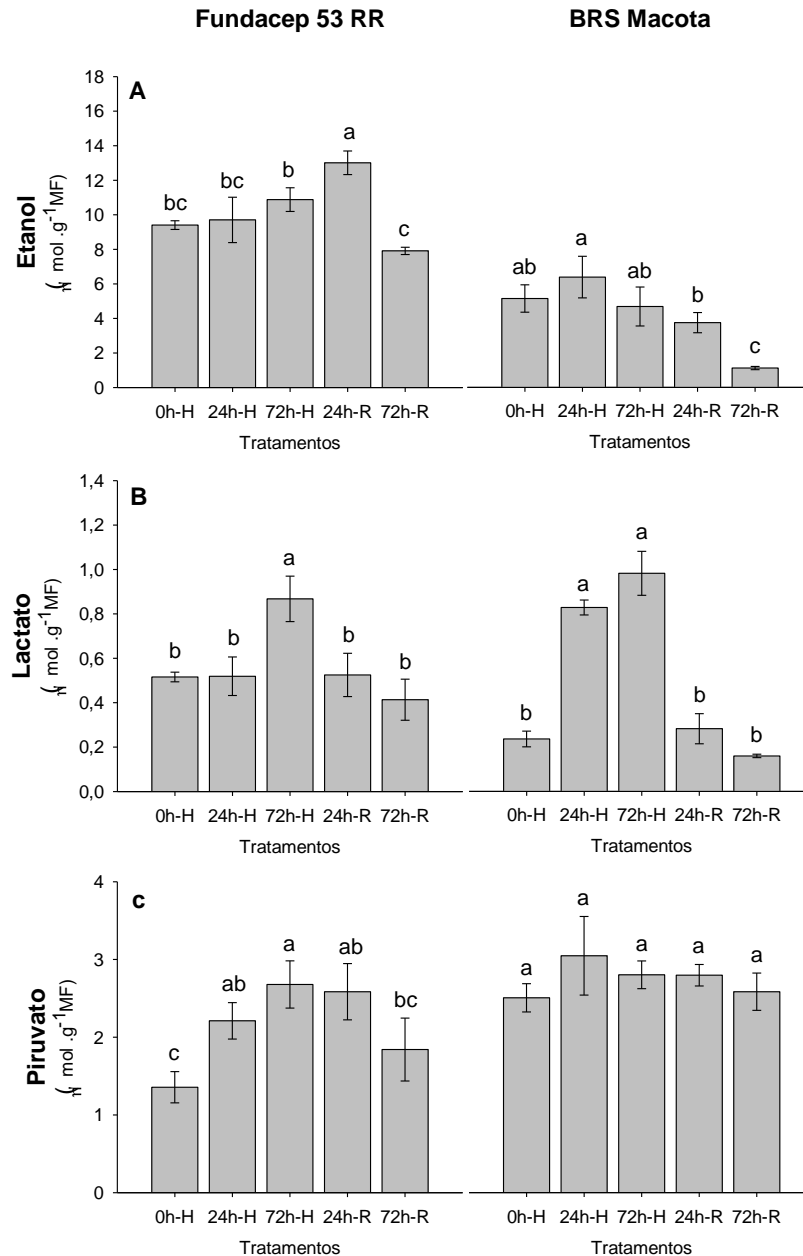 Fundacep 53 RR BRS Macota
A
Etanol
mol .g-1MF)
18
16
14
12
10
8
6
4
2
0
bc bc b a c
ab a ab b c
0h-H 24h-H 72h-H 24h-R 72h-R 0h-H 24h-H 72h-H 24h-R 72h-R
Tratamentos Tratamentos
B
Lactato
mol .g-1MF)
1,4
1,2
1,0
0,8
0,6
0,4
0,2
0,0
b b a b b
b a a b b
0h-H 24h-H 72h-H 24h-R 72h-R 0h-H 24h-H 72h-H 24h-R 72h-R
Tratamentos Tratamentos
c
Piruvato
mol .g-1MF)
4
3
2
1
0
c ab a ab bc
a a a a a
0h-H 24h-H 72h-H 24h-R 72h-R 0h-H 24h-H 72h-H 24h-R 72h-R